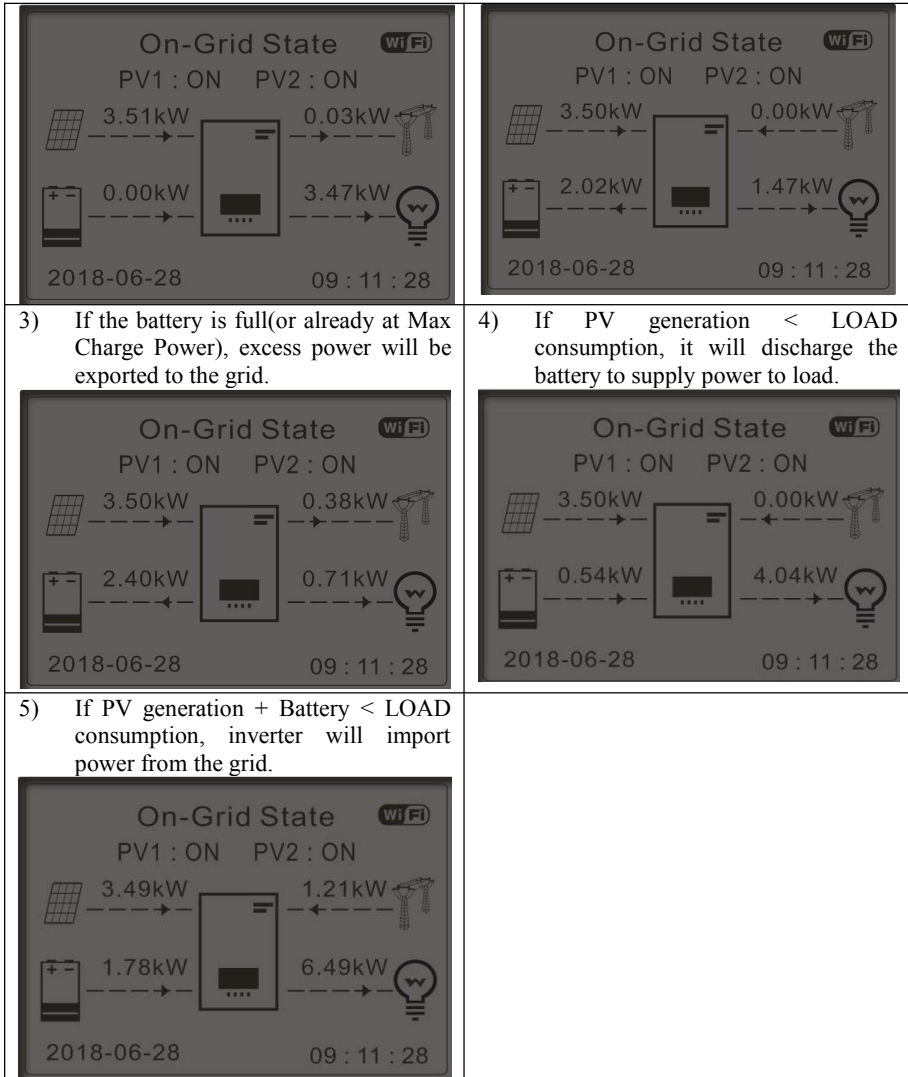 On-Grid State WiFi
PV1 : ON PV2 : ON
3.51kW 0.03kW
0.00kW 3.47kW
2018-06-28 09 : 11 : 28
On-Grid State WiFi
PV1 : ON PV2 : ON
3.50kW 0.00kW
2.02kW 1.47kW
2018-06-28 09 : 11 : 28
3) If the battery is full(or already at Max
Charge Power), excess power will be
exported to the grid.
On-Grid State WiFi
PV1 : ON PV2 : ON
3.50kW 0.38kW
2.40kW 0.71kW
2018-06-28 09 : 11 : 28
4) If PV generation < LOAD
consumption, it will discharge the
battery to supply power to load.
On-Grid State WiFi
PV1 : ON PV2 : ON
3.50kW 0.00kW
0.54kW 4.04kW
2018-06-28 09 : 11 : 28
5) If PV generation + Battery < LOAD
consumption, inverter will import
power from the grid.
On-Grid State WiFi
PV1 : ON PV2 : ON
3.49kW 1.21kW
1.78kW 6.49kW
2018-06-28 09 : 11 : 28